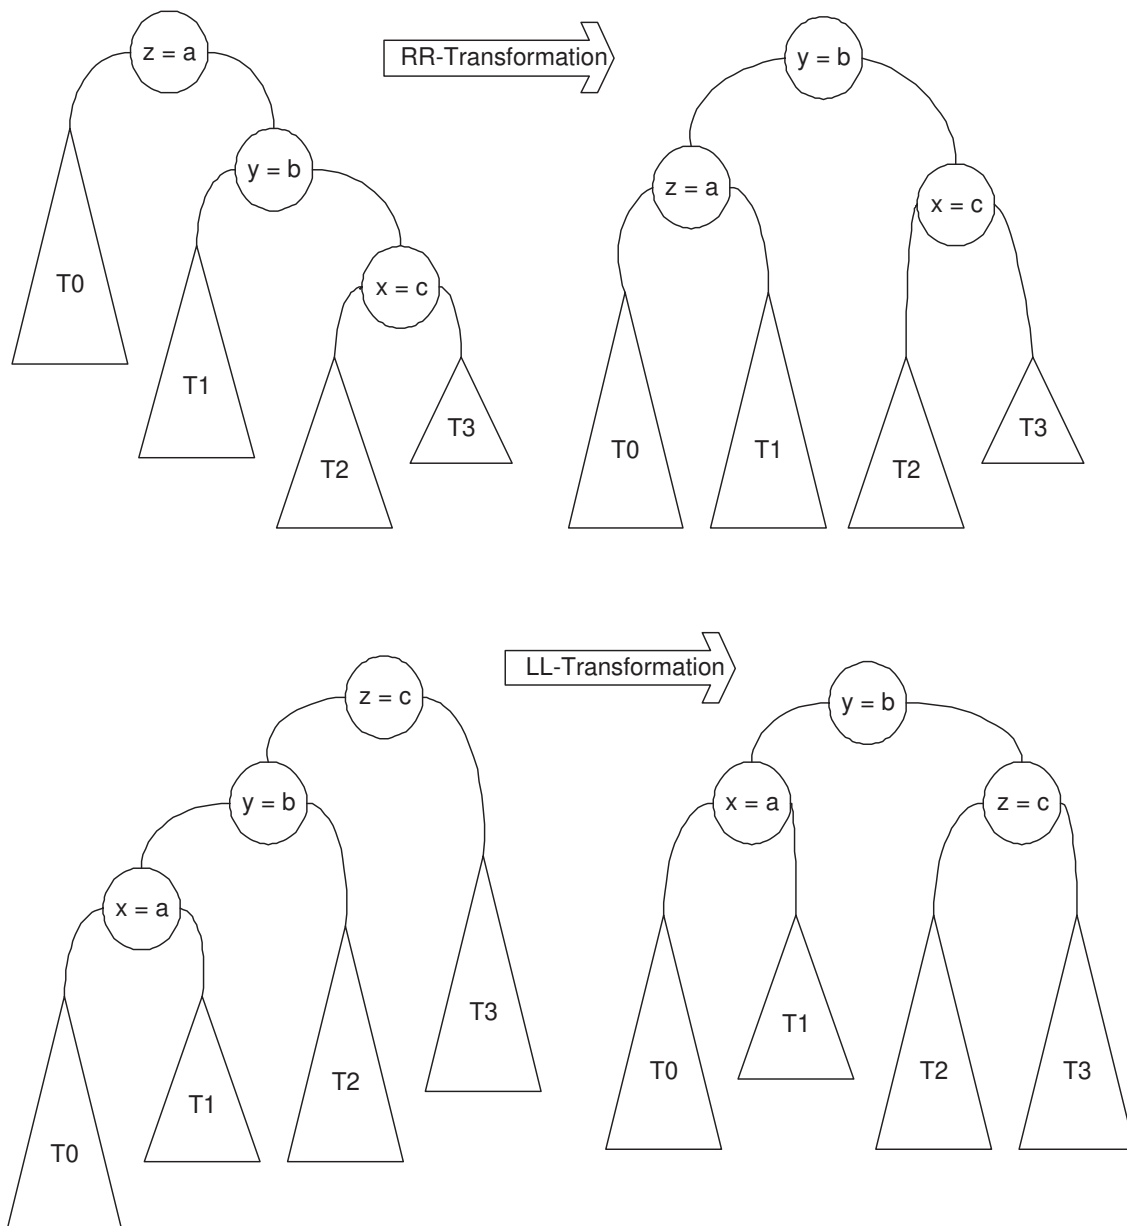 z = a
RR-Transformation
y = b
y = b
z = a
x = c
T0
x = c
T1
T3
T2
T0
T1
T2
T3
LL-Transformation
z = c
y = b
y = b
x = a
z = c
x = a
T3
T2
T1
T0
T1
T0
T2
T3